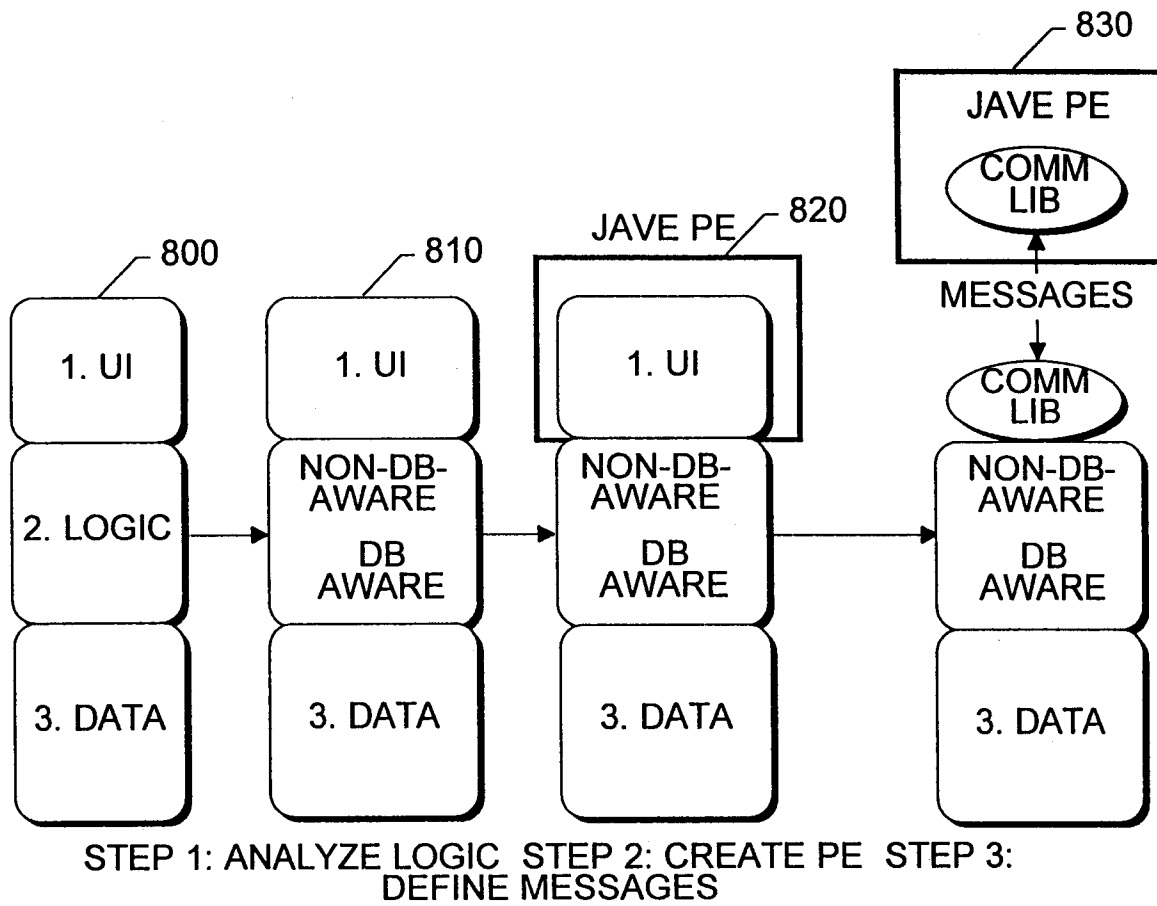 830
JAVE PE
COMM
LIB
820
JAVE PE
800
810
MESSAGES
1. UI
1. UI
1. UI
COMM
LIB
2. LOGIC
NON-DB-
AWARE
DB
AWARE
NON-DB-
AWARE
DB
AWARE
NON-DB-
AWARE
DB
AWARE
3. DATA
3. DATA
3. DATA
3. DATA
STEP 1: ANALYZE LOGIC STEP 2: CREATE PE STEP 3:
DEFINE MESSAGES